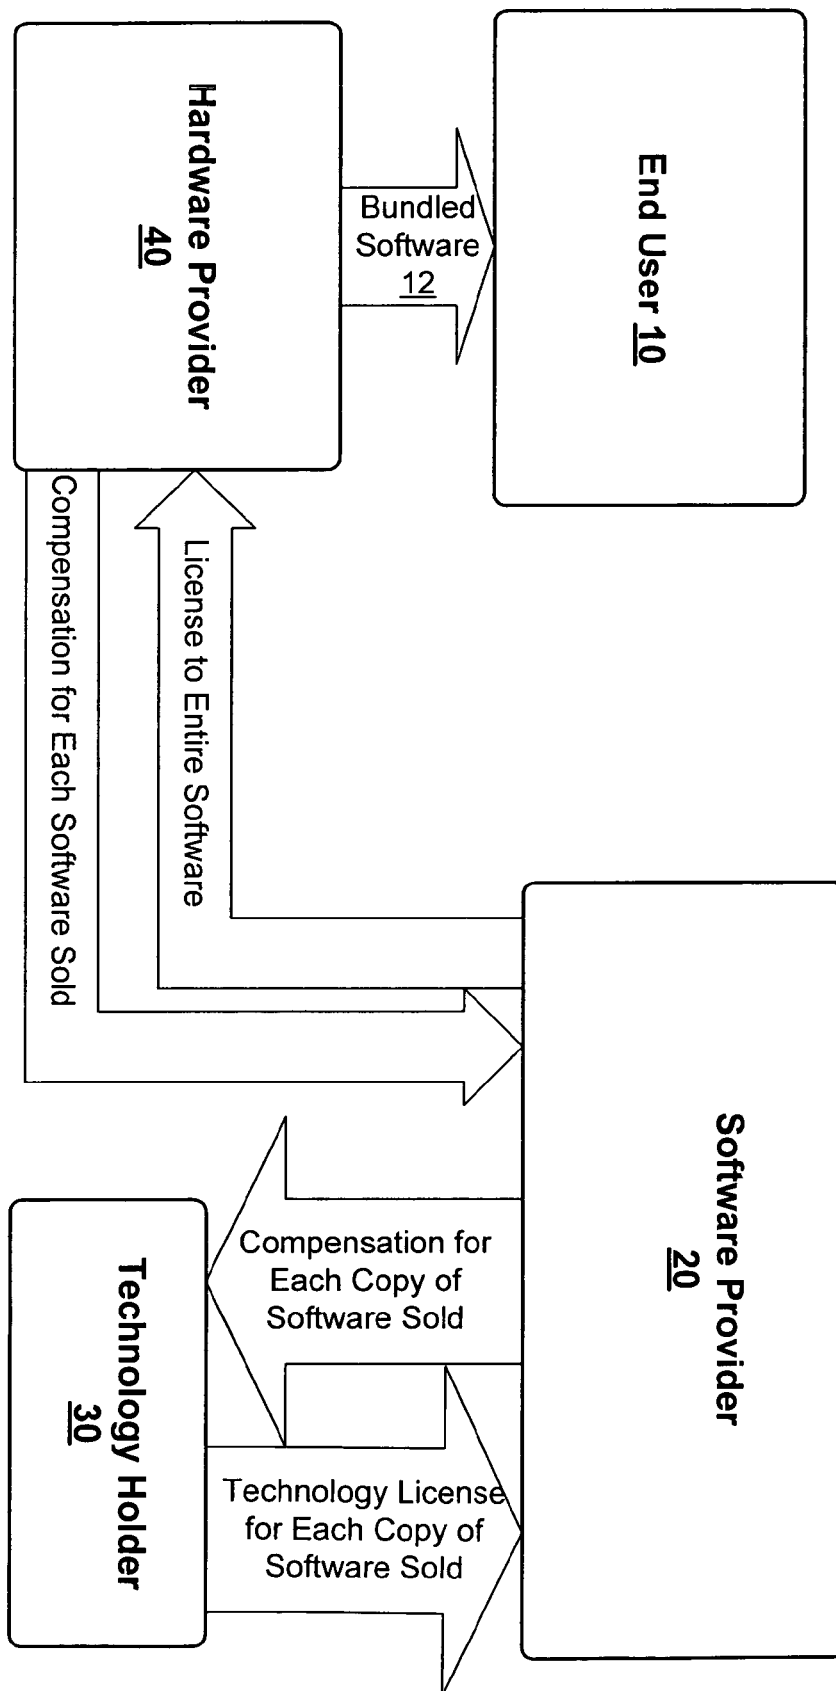 End User 10
Hardware Provider
40
Bundled
Software
12
License to Entire Software
Compensation for Each Software Sold
Software Provider
20
Compensation for
Each Copy of
Software Sold
Technology License
for Each Copy of
Software Sold
Technology Holder
30